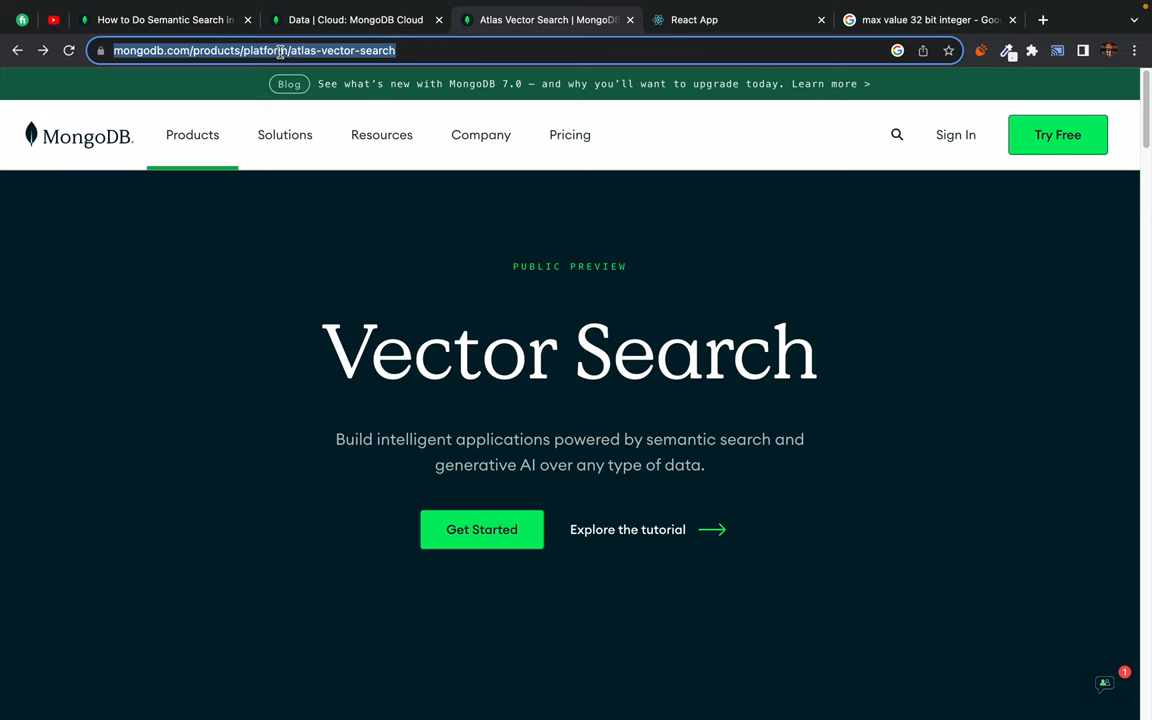 How to Do Semantic Search in
Data | Cloud: MongoDB Cloud
Atlas Vector Search | MongoDB
React App
max value 32 bit integer - Goo
mongodb.com/products/platform/atlas-vector-search
Blog
See what's new with MongoDB 7.0 — and why you'll want to upgrade today. Learn more >
MongoDB.
Products
Solutions
Resources
Company
Pricing
Sign In
Try Free
PUBLIC PREVIEW
Vector Search
Build intelligent applications powered by semantic search and
generative AI over any type of data.
Get Started
Explore the tutorial
1